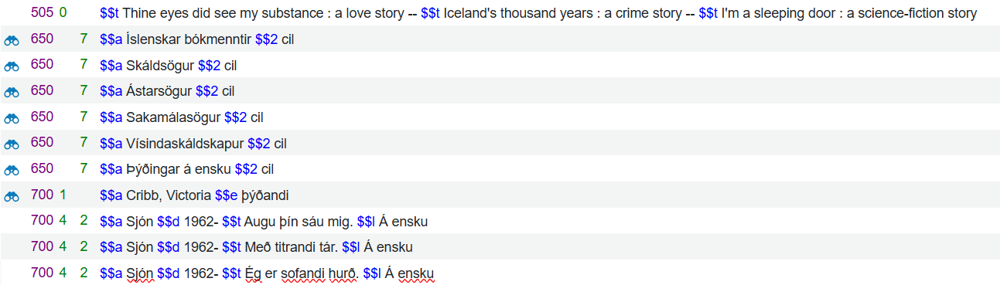 505 0 $$t Thine eyes did see my substance : a love story -- $$t Iceland's thousand years : a crime story -- $$t I'm a sleeping door : a science-fiction story
650 7 $$a Íslenskar bókmenntir $$2 cil
650 7 $$a Skáldsögur $$2 cil
650 7 $$a Ástarsögur $$2 cil
650 7 $$a Sakamálasögur $$2 cil
650 7 $$a Vísindaskáldskapur $$2 cil
650 7 $$a Þýðingar á ensku $$2 cil
700 1 $$a Cribb, Victoria $$e þýðandi
700 4 2 $$a Sjón $$d 1962- $$t Augu þín sáu mig. $$l Á ensku
700 4 2 $$a Sjón $$d 1962- $$t Með titrandi tár. $$l Á ensku
700 4 2 $$a Sjón $$d 1962- $$t Ég er sofandi hurð. $$l Á ensku